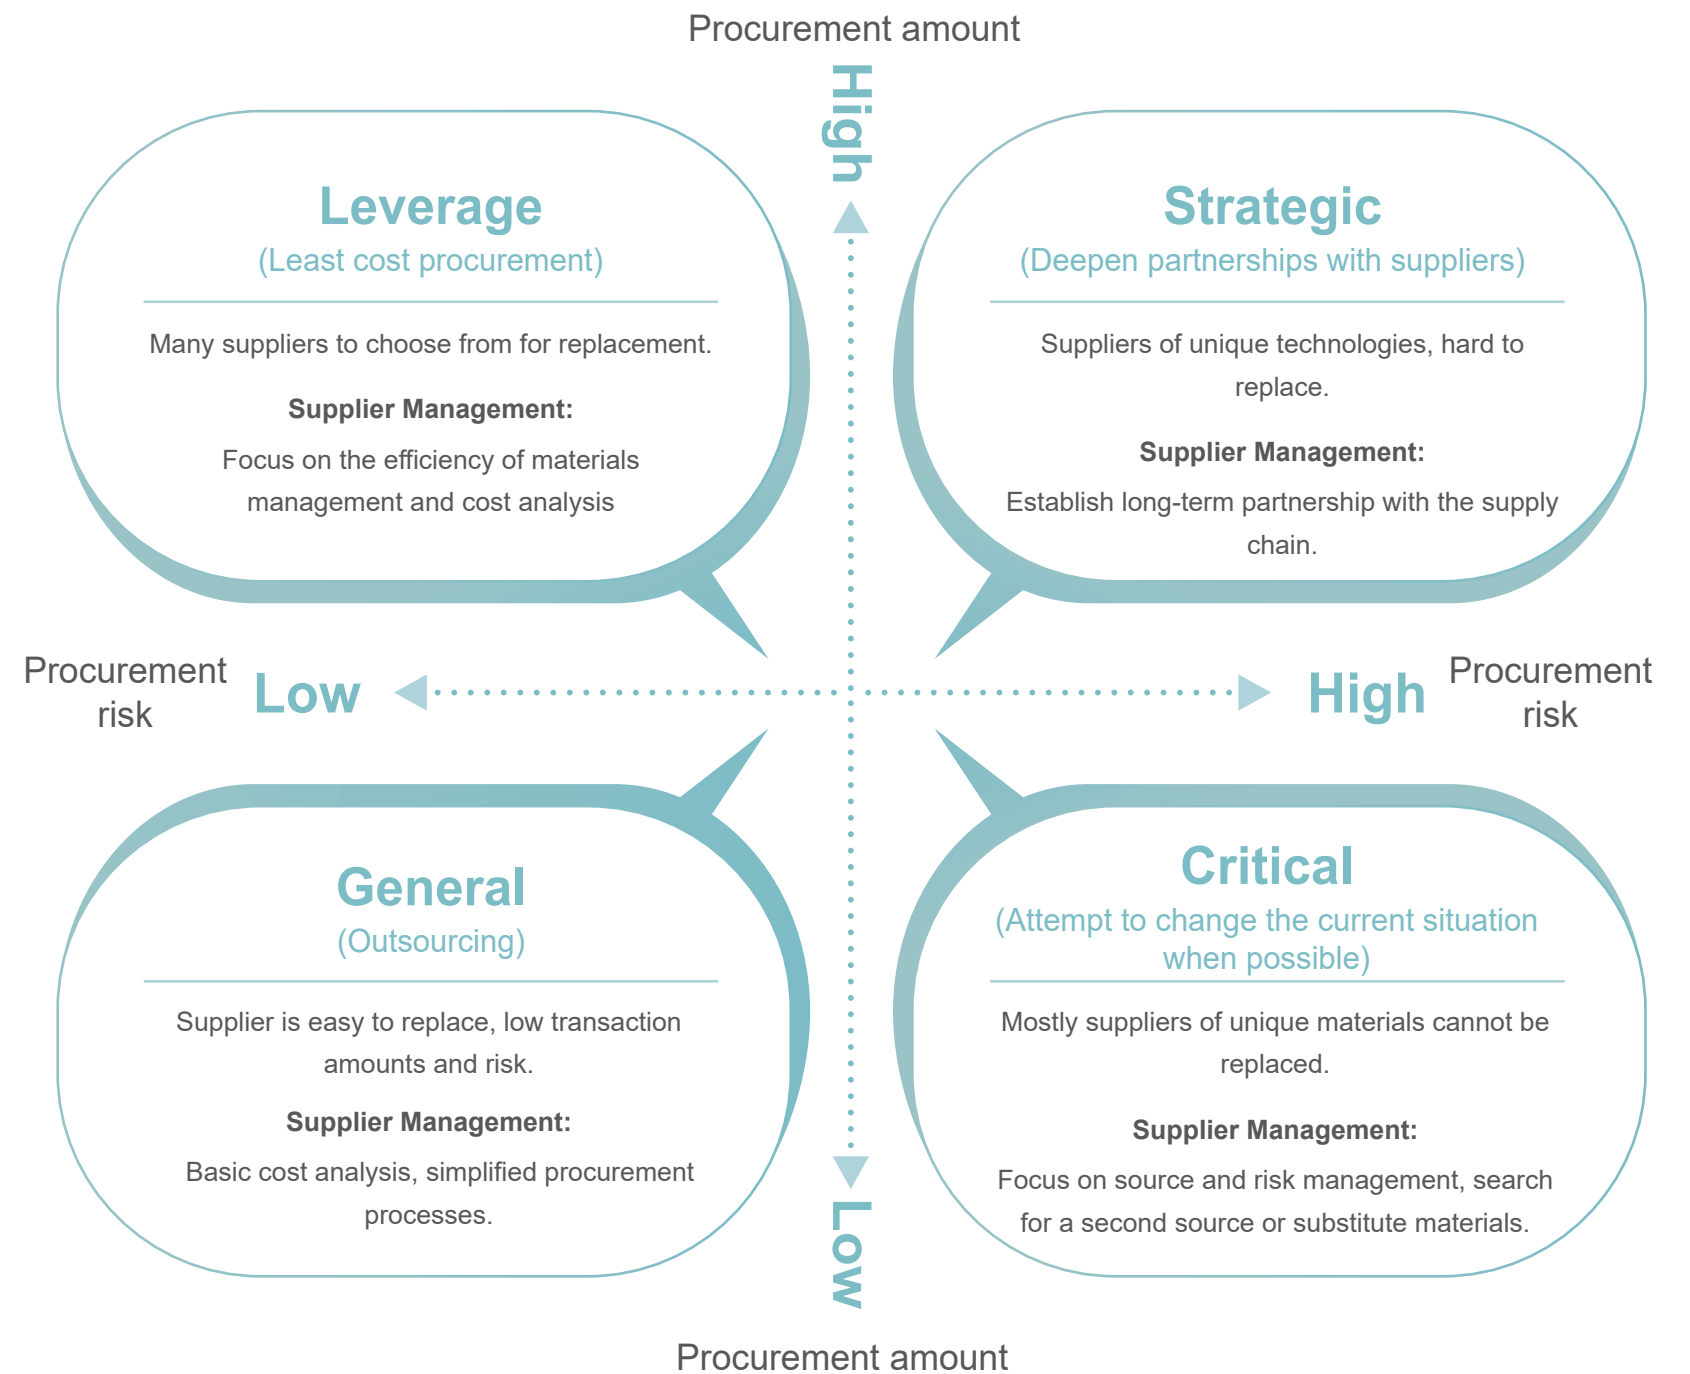 Procurement amount
High
Leverage
(Least cost procurement)
Many suppliers to choose from for replacement.
Supplier Management:
Focus on the efficiency of materials
management and cost analysis
Strategic
(Deepen partnerships with suppliers)
Suppliers of unique technologies, hard to
replace.
Supplier Management:
Establish long-term partnership with the supply
chain.
Procurement
risk
Low
High
Procurement
risk
General
(Outsourcing)
Supplier is easy to replace, low transaction
amounts and risk.
Supplier Management:
Basic cost analysis, simplified procurement
processes.
Critical
(Attempt to change the current situation
when possible)
Mostly suppliers of unique materials cannot be
replaced.
Supplier Management:
Focus on source and risk management, search
for a second source or substitute materials.
Low
Procurement amount